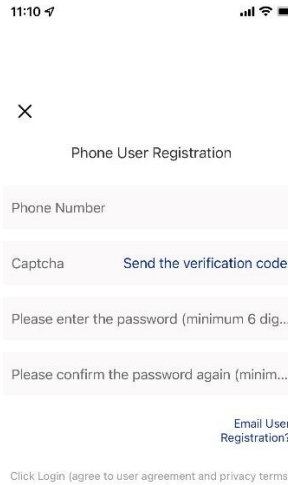 11:10
Phone User Registration
Phone Number
Captcha Send the verification code
Please enter the password (minimum 6 dig...
Please confirm the password again (minim...
Email User
Registration?
Click Login (agree to user agreement and privacy terms